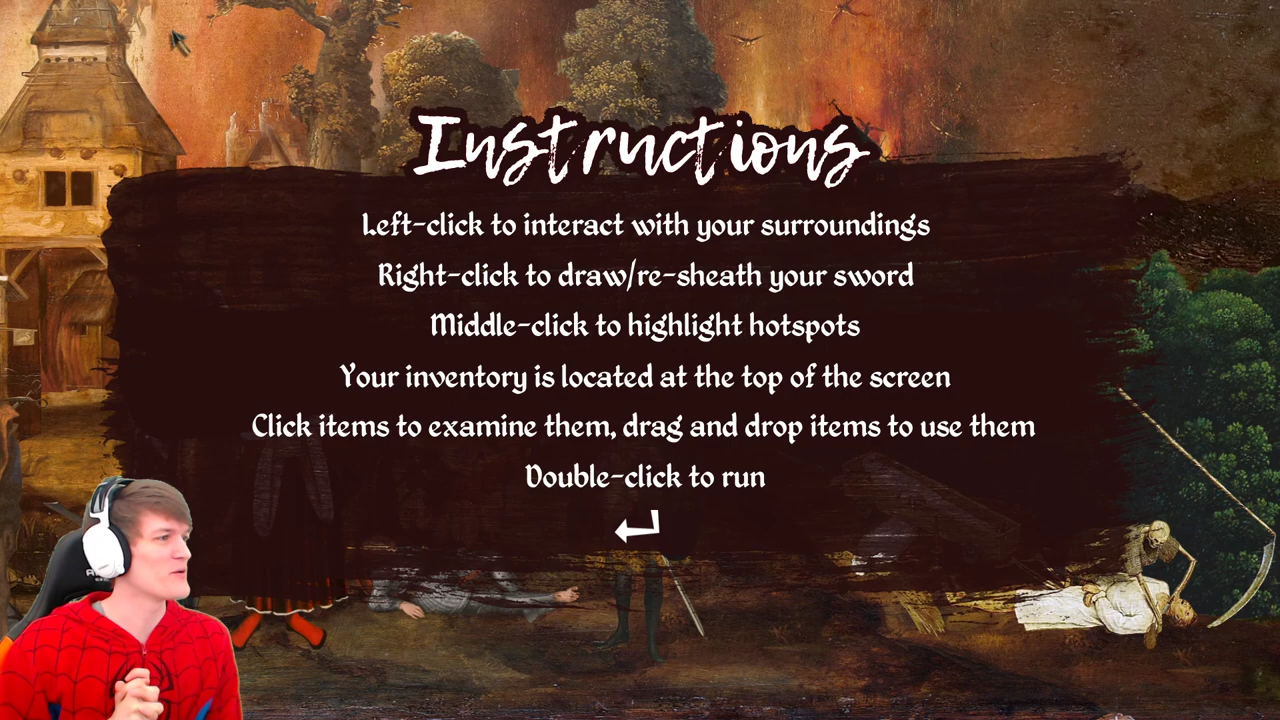 Instructions
Left-click to interact with your surroundings
Right-click to draw/re-sheath your sword
Middle-click to highlight hotspots
Your inventory is located at the top of the screen
Click items to examine them, drag and drop items to use them
Double-click to run